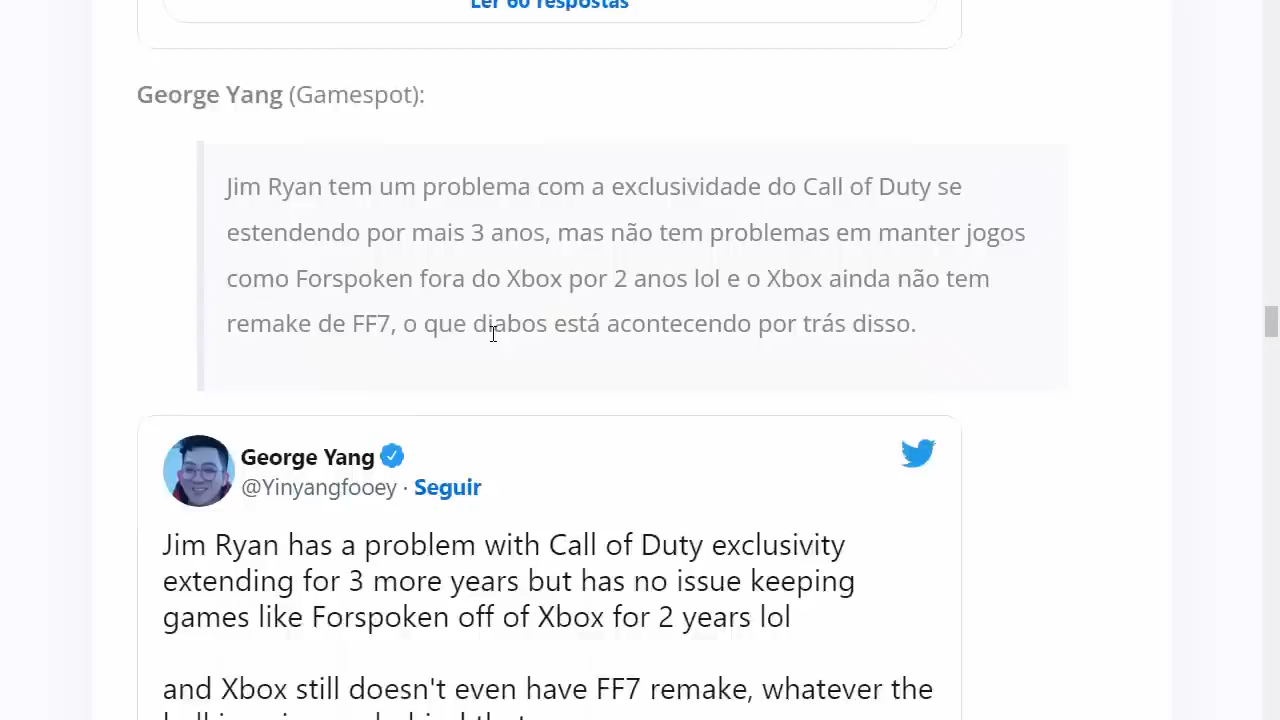 Ler 60 respostas
George Yang (Gamespot):
Jim Ryan tem um problema com a exclusividade do Call of Duty se
estendendo por mais 3 anos, mas não tem problemas em manter jogos
como Forspoken fora do Xbox por 2 anos lol e o Xbox ainda não tem
remake de FF7, o que diabos está acontecendo por trás disso.
George Yang
@Yinyangfooey · Seguir
Jim Ryan has a problem with Call of Duty exclusivity
extending for 3 more years but has no issue keeping
games like Forspoken off of Xbox for 2 years lol
and Xbox still doesn't even have FF7 remake, whatever the